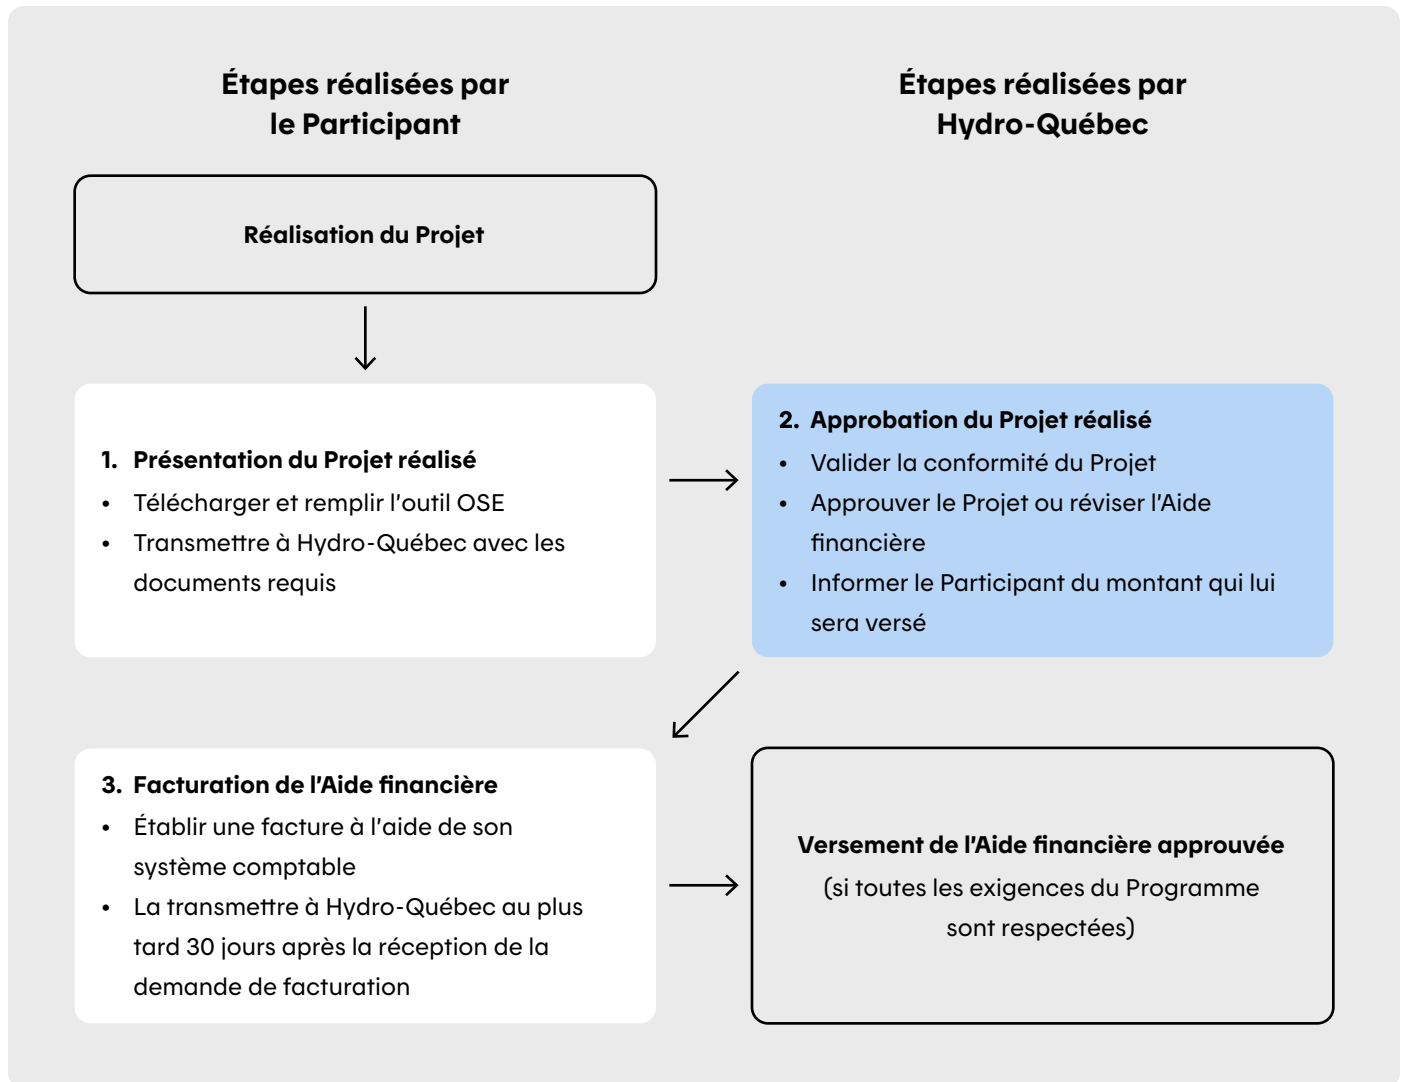 Étapes réalisées par
le Participant
Étapes réalisées par
Hydro-Québec
Réalisation du Projet
1. Présentation du Projet réalisé
• Télécharger et remplir l'outil OSE
• Transmettre à Hydro-Québec avec les
documents requis
2. Approbation du Projet réalisé
• Valider la conformité du Projet
• Approuver le Projet ou réviser l'Aide
financière
• Informer le Participant du montant qui lui
sera versé
3. Facturation de l'Aide financière
• Établir une facture à l'aide de son
système comptable
• La transmettre à Hydro-Québec au plus
tard 30 jours après la réception de la
demande de facturation
Versement de l'Aide financière approuvée
(si toutes les exigences du Programme
sont respectées)